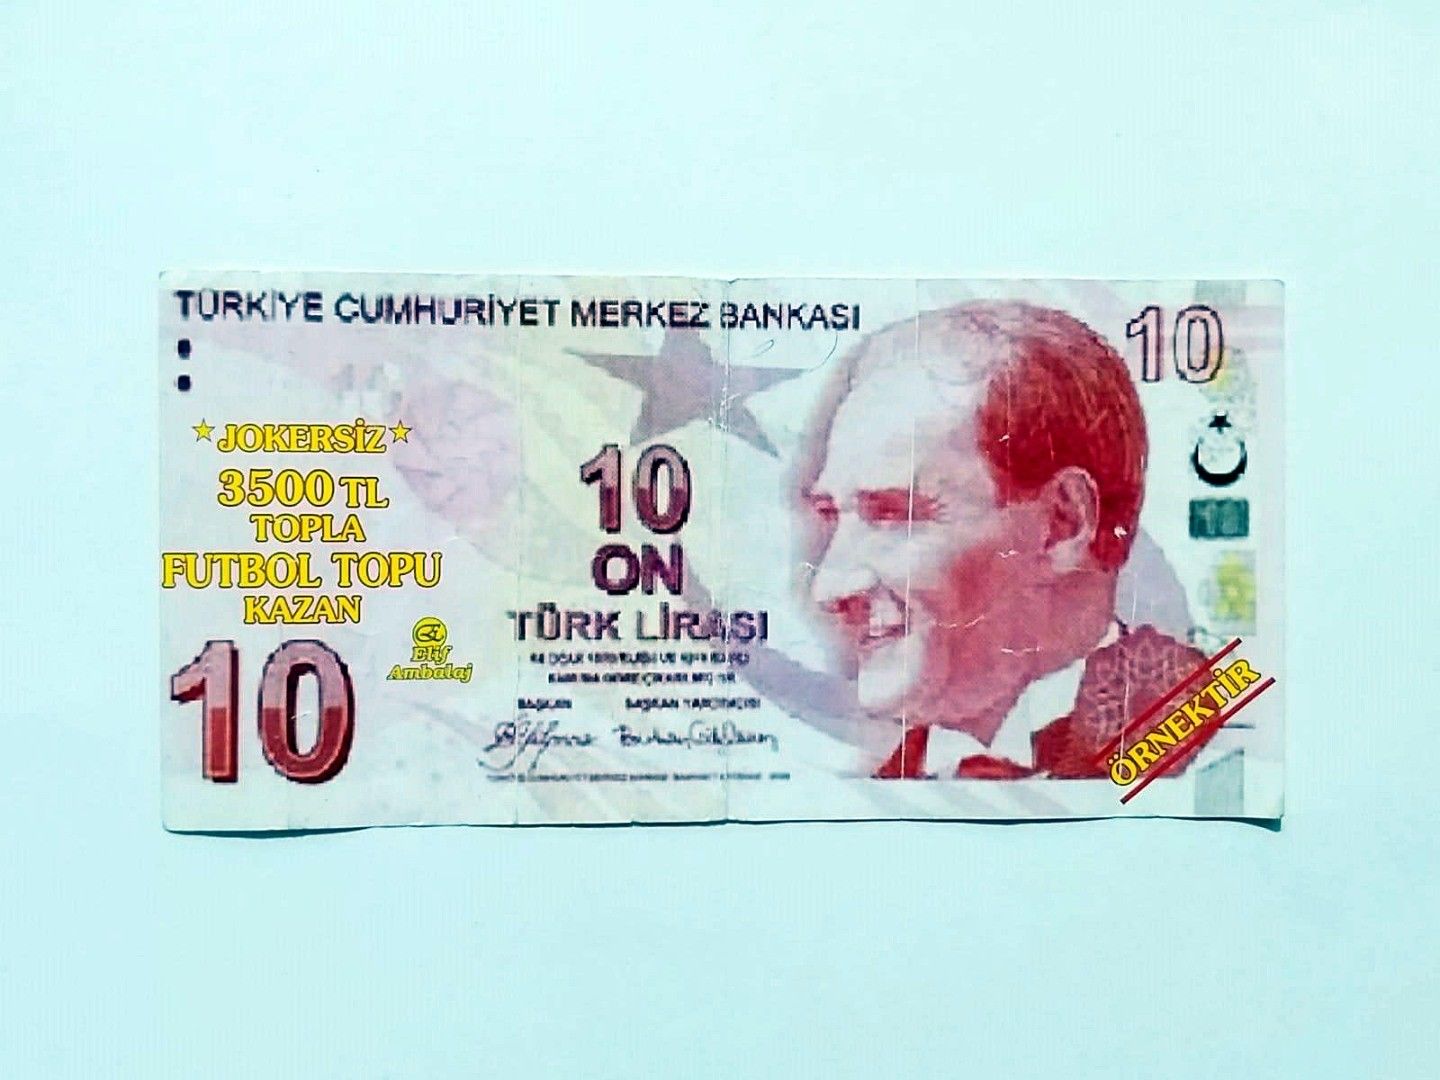 TÜRKİYE CUMHURİYET MERKEZ BANKASI
10
JOKERSİZ
3500 TL
TOPLA
FUTBOL TOPU
KAZAN
Elif
Ambalaj
10
10
ON
TÜRK LİRASI
BAŞKAN BAŞKAN YARDIMCISI
ÖRNEKTİR